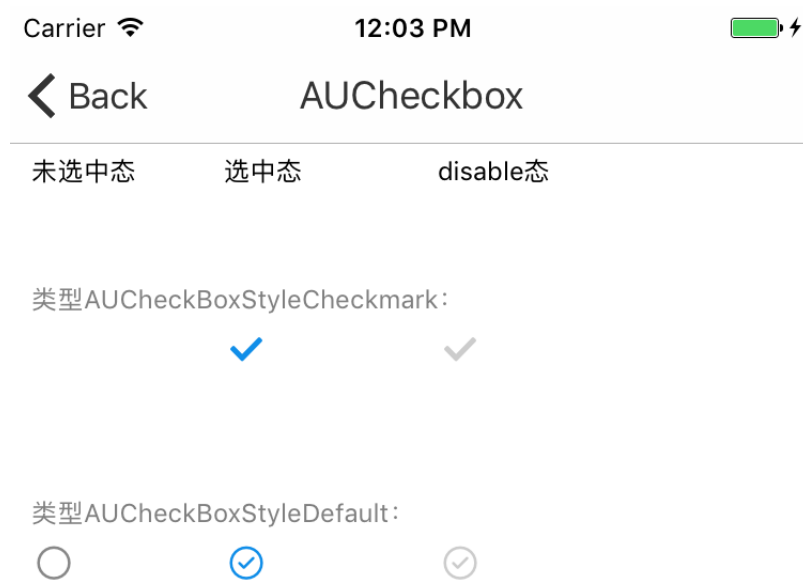 Carrier 12:03 PM
Back AUCheckbox
未选中态 选中态 disable态
类型AUCheckBoxStyleCheckmark：
类型AUCheckBoxStyleDefault：